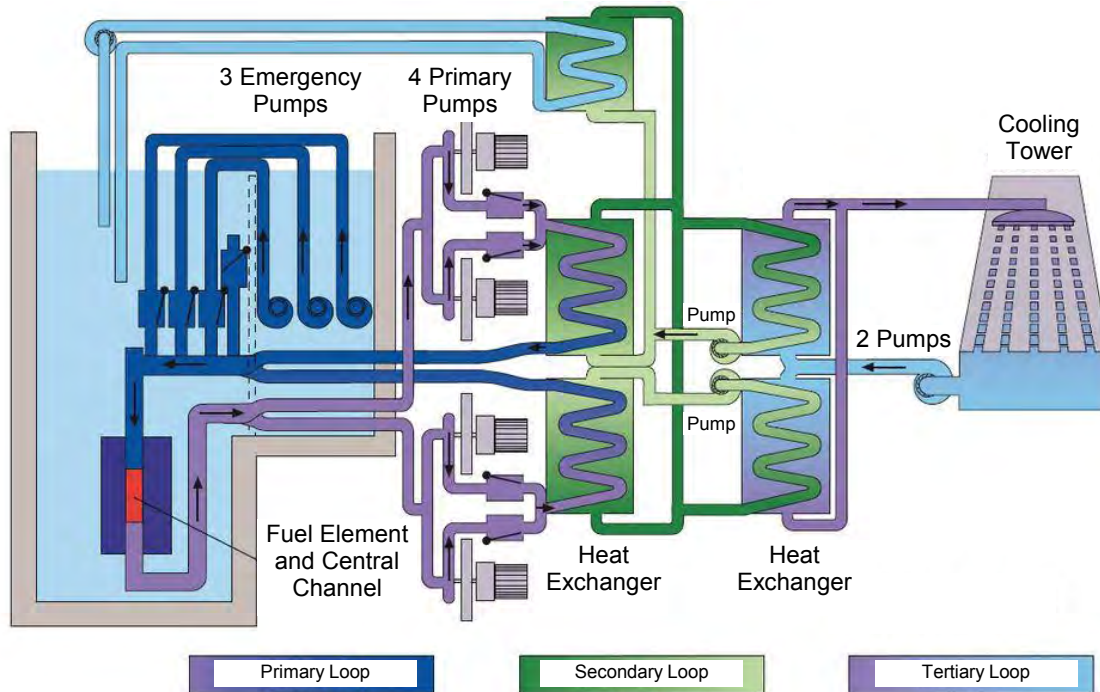 3 Emergency
Pumps
4 Primary
Pumps
Cooling
Tower
Pump
2 Pumps
Pump
Fuel Element
and Central
Channel
Heat
Exchanger
Heat
Exchanger
Primary Loop
Secondary Loop
Tertiary Loop